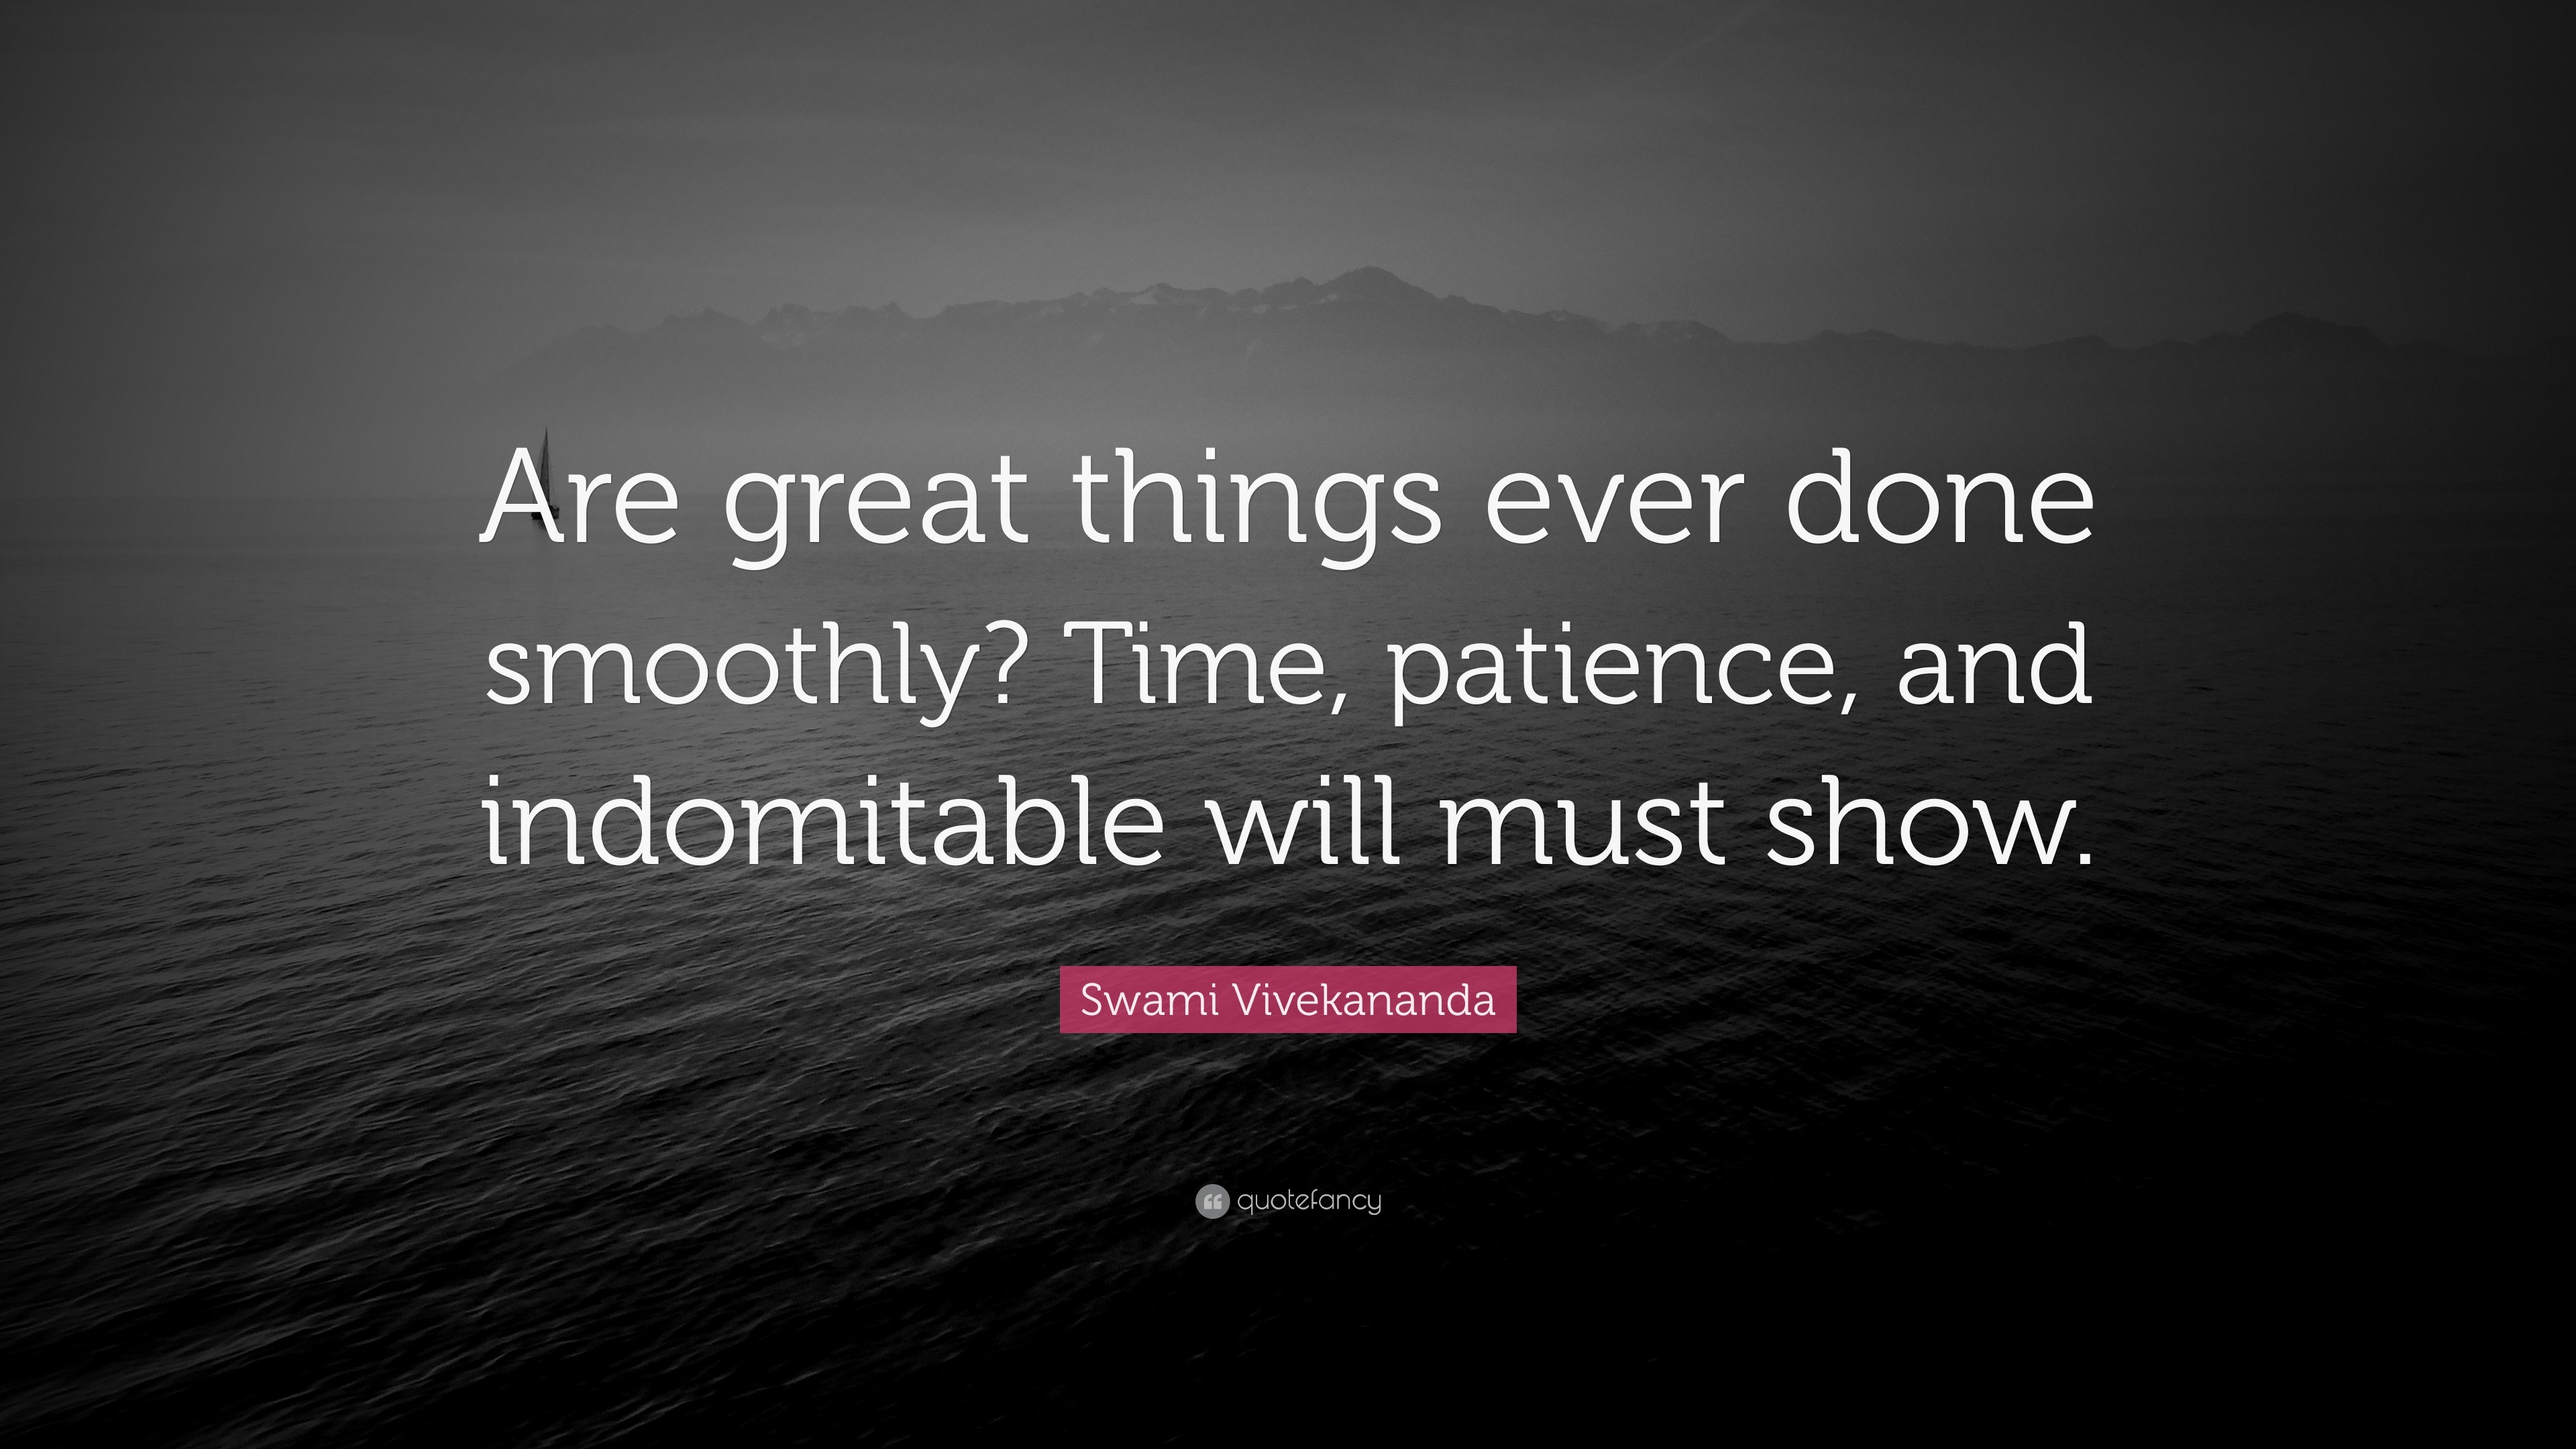 Are great things ever done
smoothly? Time, patience, and
indomitable will must show.
Swami Vivekananda
quotefancy